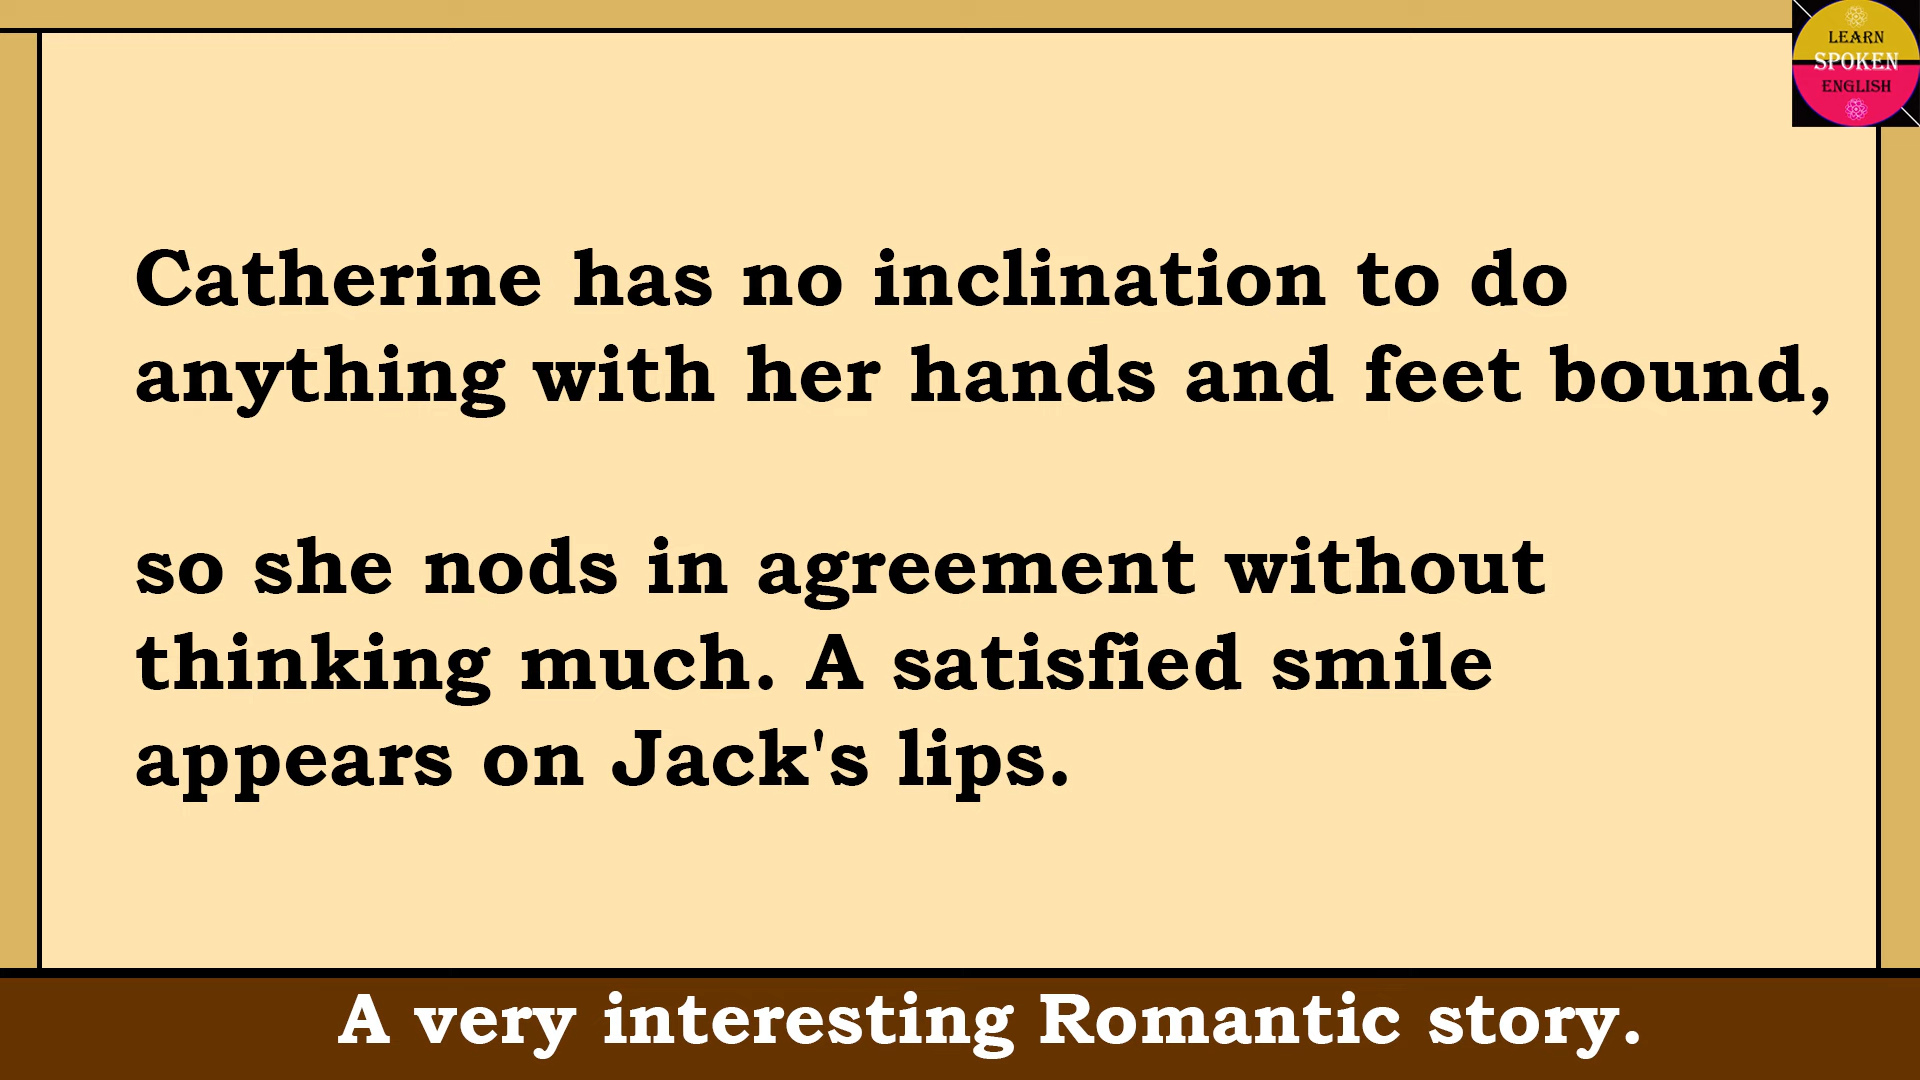 LEARN
SPOKEN
ENGLISH
Catherine has no inclination to do
anything with her hands and feet bound,
so she nods in agreement without
thinking much. A satisfied smile
appears on Jack's lips.
A very interesting Romantic story.